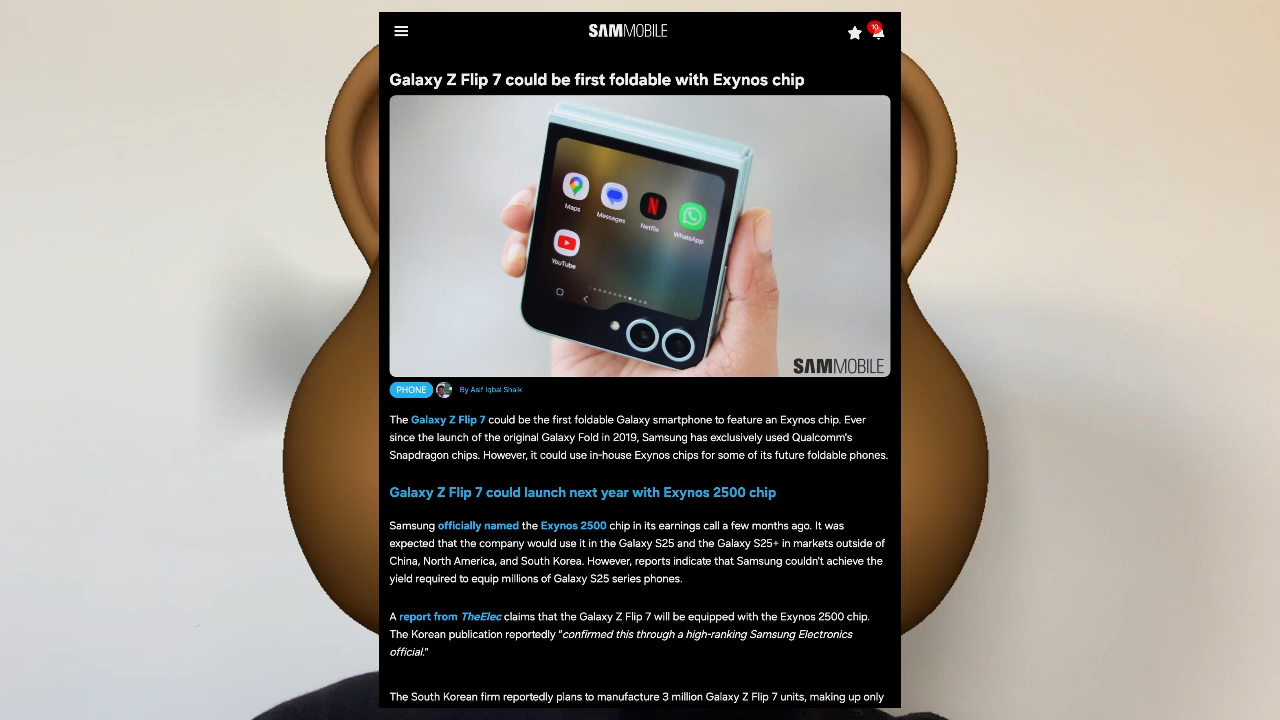 SAMMOBILE
10
Galaxy Z Flip 7 could be first foldable with Exynos chip
Maps
Messages
Netflix
WhatsApp
YouTube
SAMMOBILE
PHONE
By Asif Iqbal Shaik
The Galaxy Z Flip 7 could be the first foldable Galaxy smartphone to feature an Exynos chip. Ever
since the launch of the original Galaxy Fold in 2019, Samsung has exclusively used Qualcomm's
Snapdragon chips. However, it could use in-house Exynos chips for some of its future foldable phones.
Galaxy Z Flip 7 could launch next year with Exynos 2500 chip
Samsung officially named the Exynos 2500 chip in its earnings call a few months ago. It was
expected that the company would use it in the Galaxy S25 and the Galaxy S25+ in markets outside of
China, North America, and South Korea. However, reports indicate that Samsung couldn't achieve the
yield required to equip millions of Galaxy S25 series phones.
A report from TheElec claims that the Galaxy Z Flip 7 will be equipped with the Exynos 2500 chip.
The Korean publication reportedly "confirmed this through a high-ranking Samsung Electronics
official."
The South Korean firm reportedly plans to manufacture 3 million Galaxy Z Flip 7 units, making up only